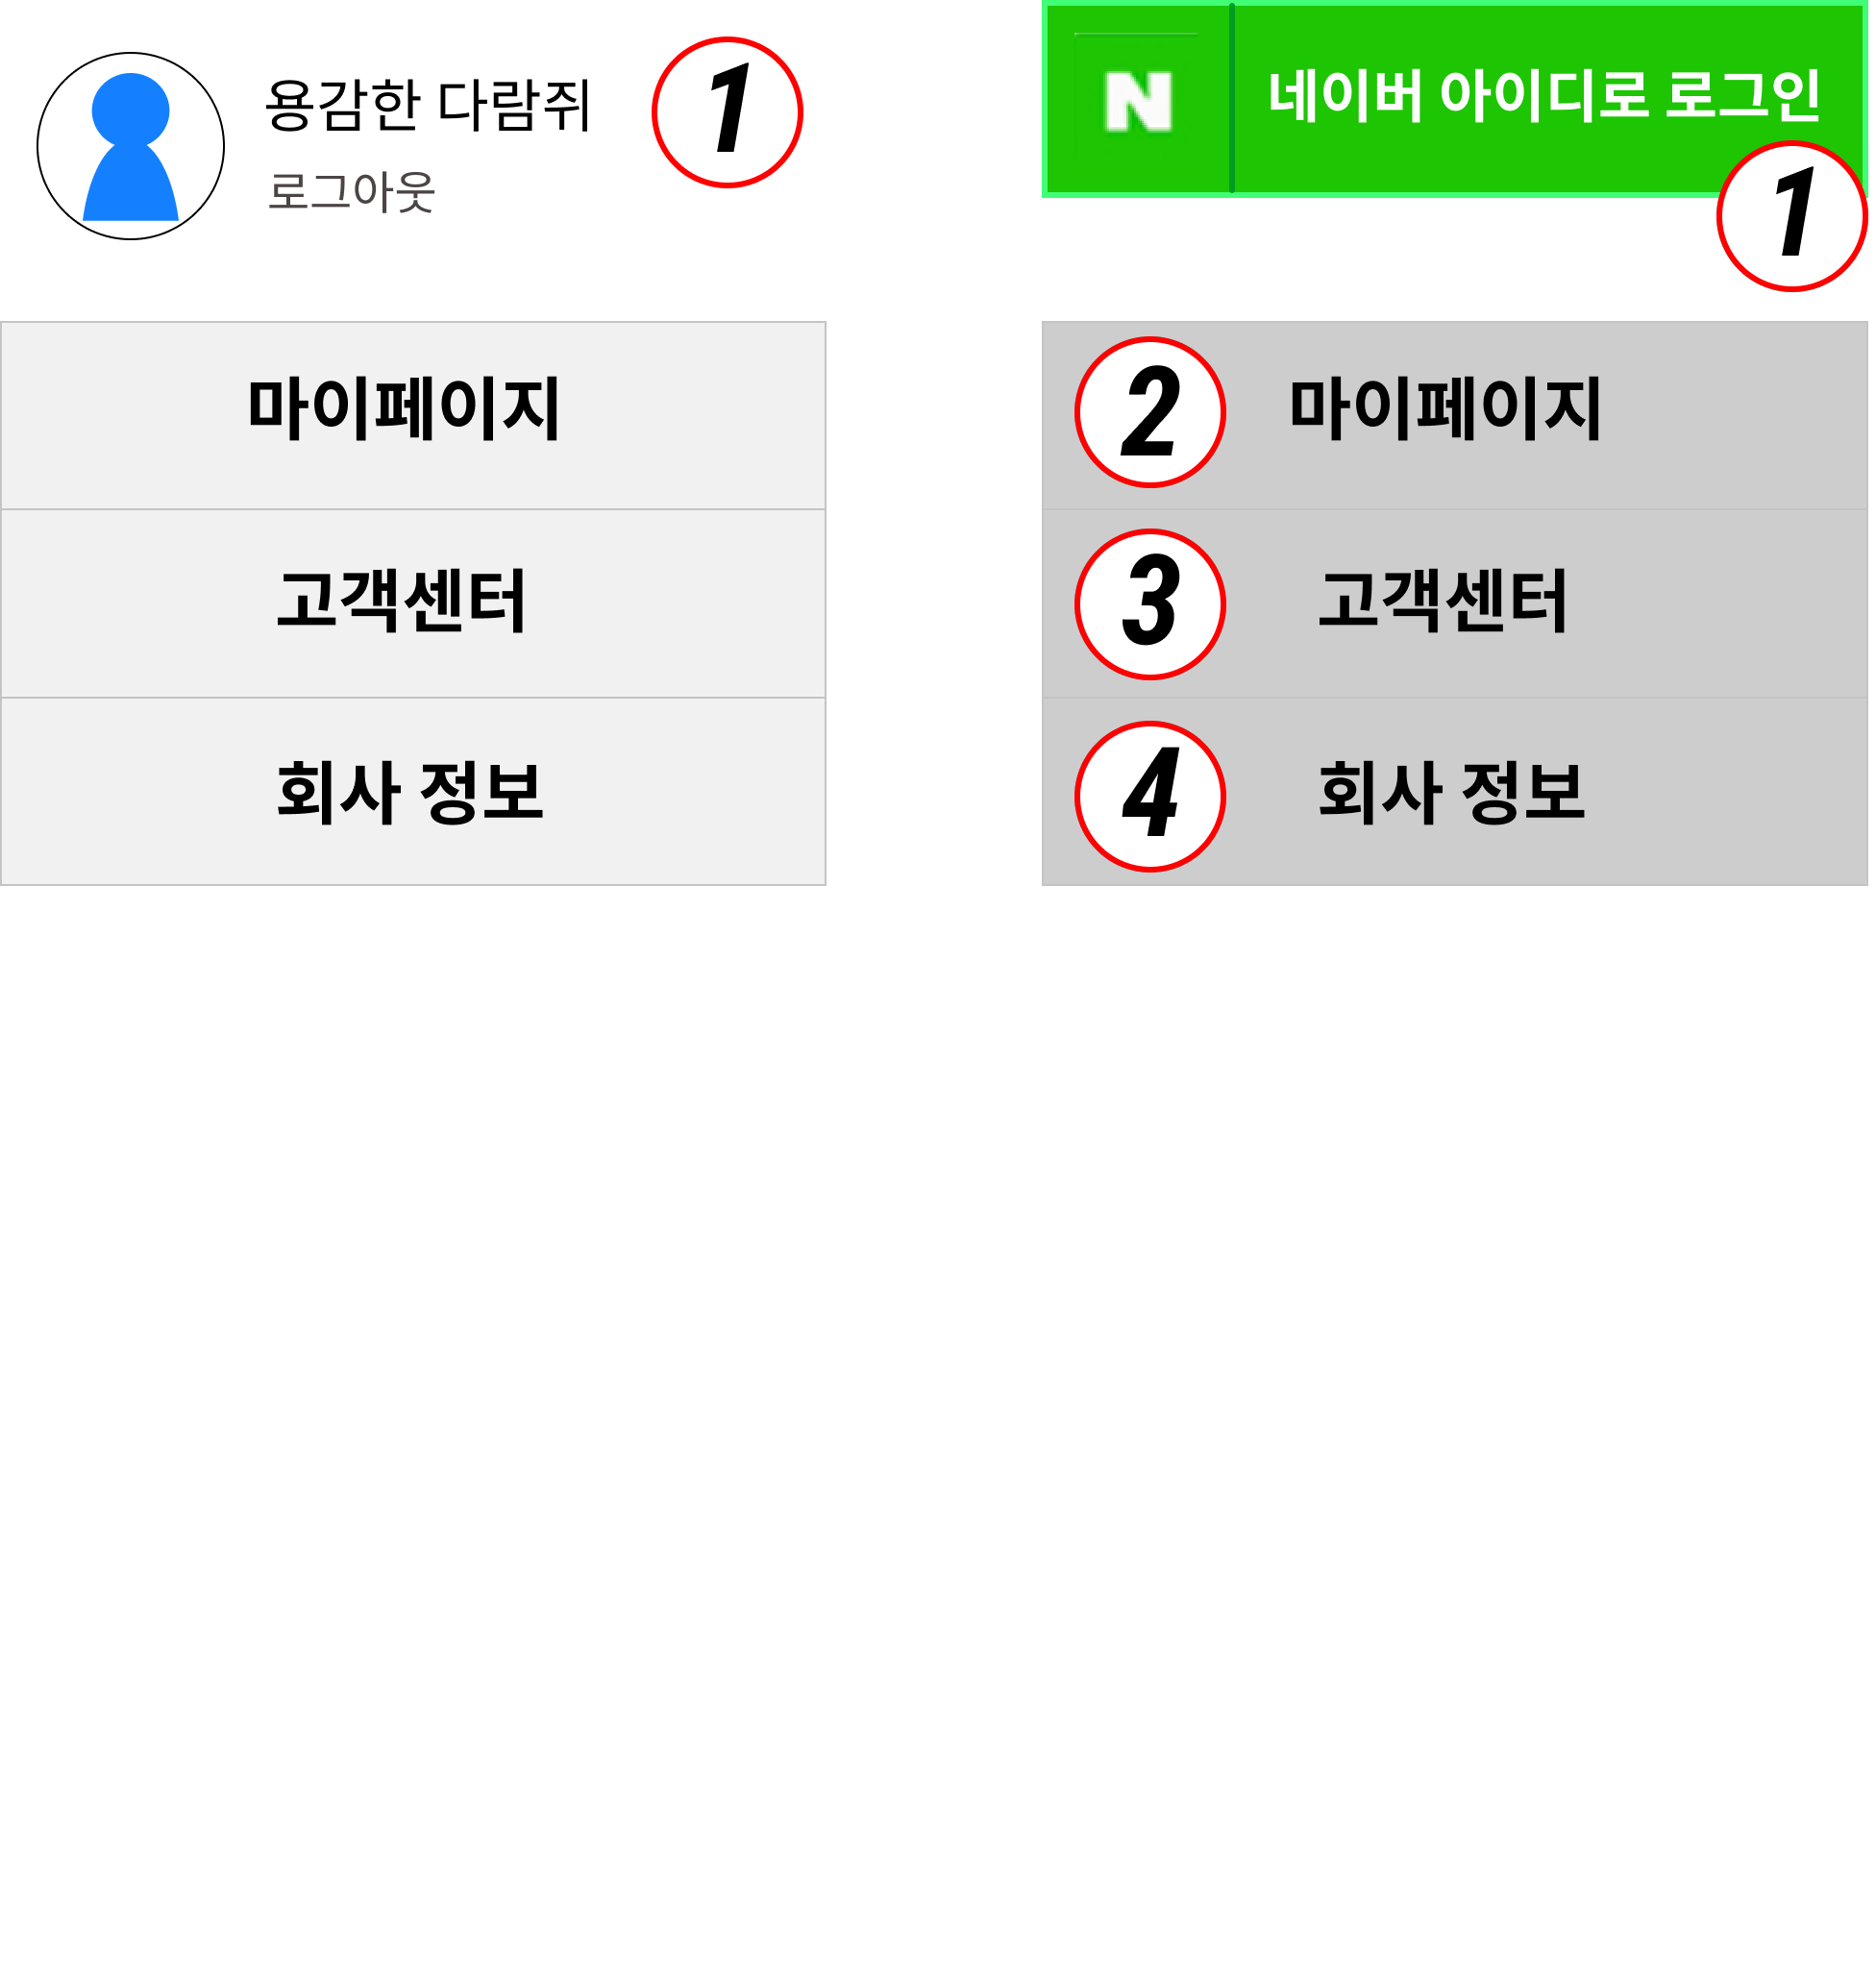 용감한 다람쥐
1
로그아웃
마이페이지
고객센터
회사 정보
N
네이버 아이디로 로그인
1
2
마이페이지
3
고객센터
4
회사 정보